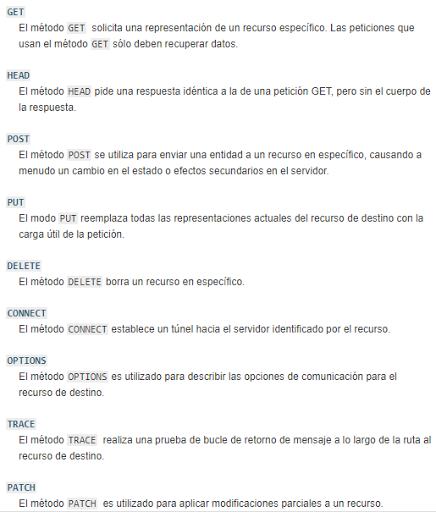 GET
El método GET solicita una representación de un recurso específico. Las peticiones que
usan el método GET sólo deben recuperar datos.
HEAD
El método HEAD pide una respuesta idéntica a la de una petición GET, pero sin el cuerpo de
la respuesta.
POST
El método POST se utiliza para enviar una entidad a un recurso en específico, causando a
menudo un cambio en el estado o efectos secundarios en el servidor.
PUT
El modo PUT reemplaza todas las representaciones actuales del recurso de destino con la
carga útil de la petición.
DELETE
El método DELETE borra un recurso en específico.
CONNECT
El método CONNECT establece un túnel hacia el servidor identificado por el recurso.
OPTIONS
El método OPTIONS es utilizado para describir las opciones de comunicación para el
recurso de destino.
TRACE
El método TRACE realiza una prueba de bucle de retorno de mensaje a lo largo de la ruta al
recurso de destino.
PATCH
El método PATCH es utilizado para aplicar modificaciones parciales a un recurso.